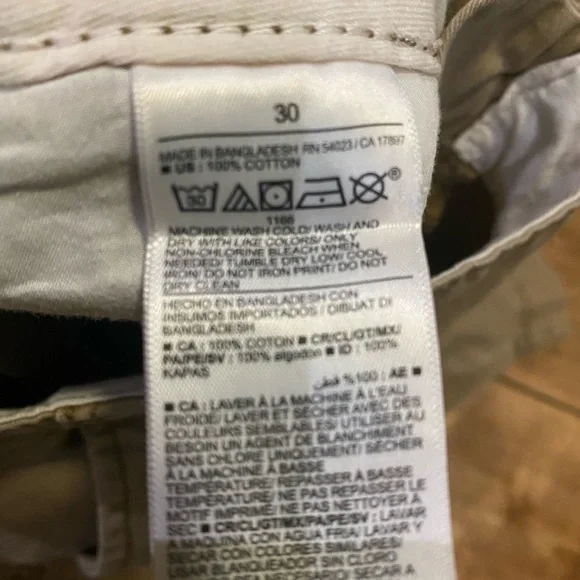 30
MADE IN BANGLADESH RN 54023 / CA 17897
■ US : 100% COTTON
30
®
1166
MACHINE WASH COLD/ WASH AND
DRY WITH LIKE COLORS/ ONLY
NON-CHLORINE BLEACH WHEN
NEEDED/ TUMBLE DRY LOW/ COOL
IRON/ DO NOT IRON PRINT/ DO NOT
DRY CLEAN
HECHO EN BANGLADESH CON
INSUMOS IMPORTADOS / DIBUAT DI
BANGLADESH
■ CA : 100% COTON ■ CR/CL/GT/MX/
PA/PE/SV : 100% algodon ■ ID : 100%
KAPAS
■ AE : 100% قطن
■ CA : LAVER À LA MACHINE À L'EAU
FROIDE/ LAVER ET SÉCHER AVEC DES
COULEURS SEMBLABLES/ UTILISER AU
BESOIN UN AGENT DE BLANCHIMENT
SANS CHLORE UNIQUEMENT/ SÉCHER
À LA MACHINE À BASSE
TEMPÉRATURE/ REPASSER À BASSE
TEMPÉRATURE/ NE PAS REPASSER LE
MOTIF IMPRIMÉ/ NE PAS NETTOYER À
SEC ■ CR/CL/GT/MX/PA/PE/SV : LAVAR
A MAQUINA CON AGUA FRIA/ LAVAR Y
SECAR CON COLORES SIMILARES/
USAR BLANQUEADOR SIN CLORO